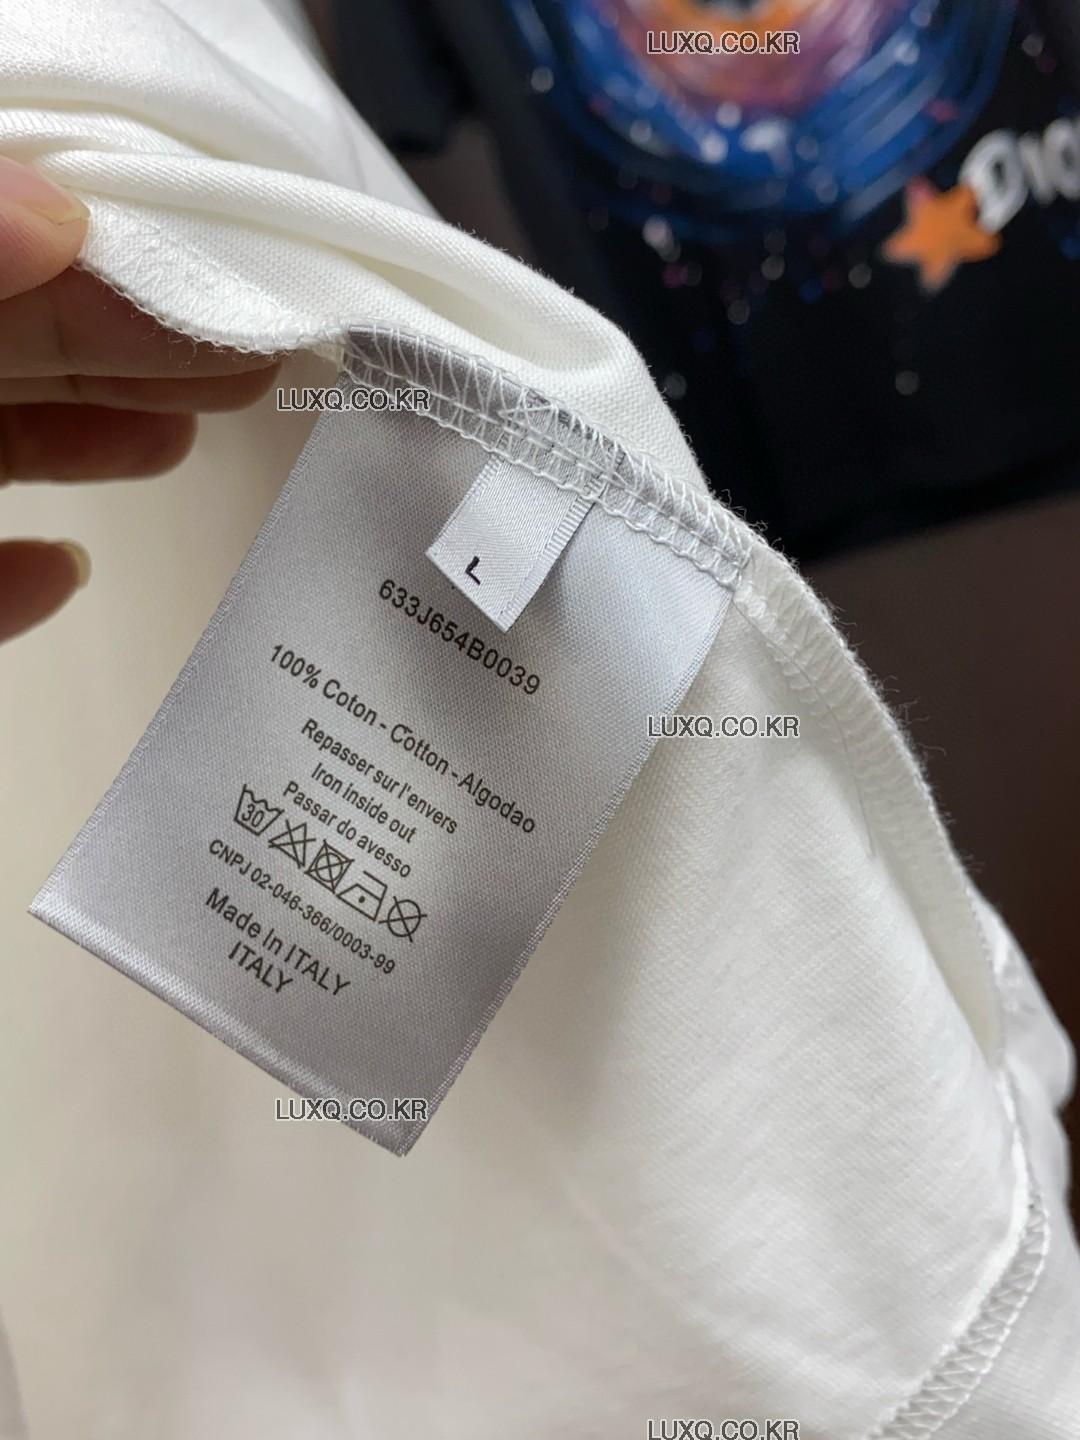 LUXQ.CO.KR
DIO
LUXQ.CO.KR
L
633J654B0039
100% Coton - Cotton - Algodao
LUXQ.CO.KR
Repasser sur l'envers
Iron inside out
Passar do avesso
30
CNPJ 02-046-366/0003-99
Made in ITALY
ITALY
LUXQ.CO.KR
LUXQ.CO.KR